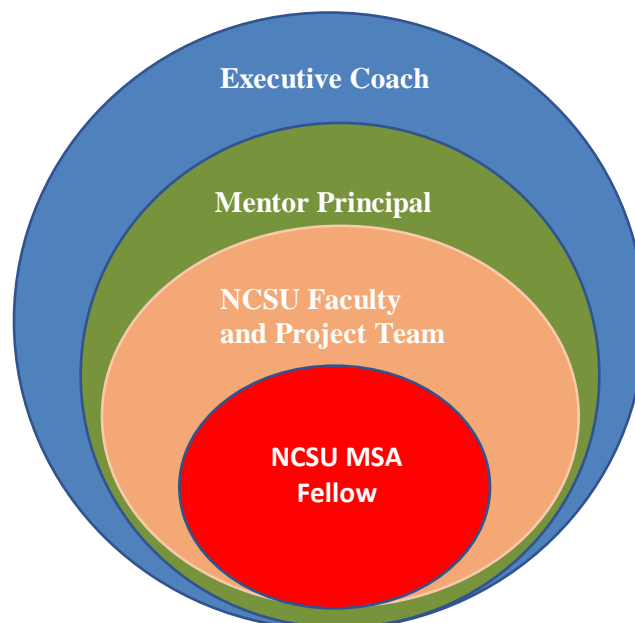 Executive Coach
Mentor Principal
NCSU Faculty
and Project Team
NCSU MSA
Fellow